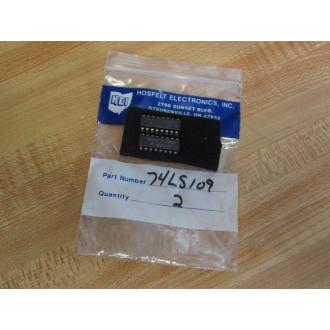 HEI
HOSFELT ELECTRONICS, INC.
2700 SUNSET BLVD.
STEUBENVILLE, OH 43952
Part Number 74LS109
Quantity 2